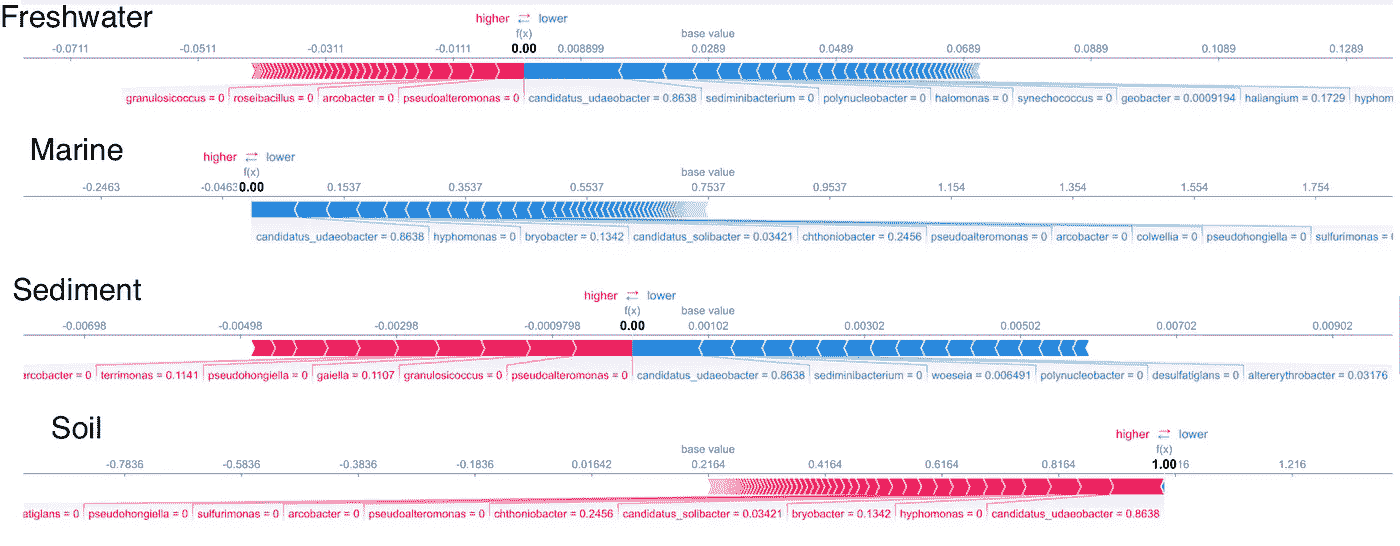 Freshwater
higher ⇄ lower
f(x) base value
-0.0711 -0.0511 -0.0311 -0.0111 0.00 0.008899 0.0289 0.0489 0.0689 0.0889 0.1089 0.1289
granulosicoccus = 0 roseibacillus = 0 arcobacter = 0 pseudoalteromonas = 0 candidatus_udaeobacter = 0.8638 sediminibacterium = 0 polynucleobacter = 0 halomonas = 0 synechococcus = 0 geobacter = 0.0009194 haliangium = 0.1729 hyphom
Marine
higher ⇄ lower
f(x) base value
-0.2463 -0.0463 0.00 0.1537 0.3537 0.5537 0.7537 0.9537 1.154 1.354 1.554 1.754
candidatus_udaeobacter = 0.8638 hyphomonas = 0 bryobacter = 0.1342 candidatus_solibacter = 0.03421 chthoniobacter = 0.2456 pseudoalteromonas = 0 arcobacter = 0 colwellia = 0 pseudohongiella = 0 sulfurimonas =
Sediment
higher ⇄ lower
f(x) base value
-0.00698 -0.00498 -0.00298 -0.0009798 0.00 0.00102 0.00302 0.00502 0.00702 0.00902
arcobacter = 0 terrimonas = 0.1141 pseudohongiella = 0 gaiella = 0.1107 granulosicoccus = 0 pseudoalteromonas = 0 candidatus_udaeobacter = 0.8638 sediminibacterium = 0 woeseia = 0.006491 polynucleobacter = 0 desulfatiglans = 0 altererythrobacter = 0.03176
Soil
higher ⇄ lower
base value f(x)
-0.7836 -0.5836 -0.3836 -0.1836 0.01642 0.2164 0.4164 0.6164 0.8164 1.00 16 1.216
atiglans = 0 pseudohongiella = 0 sulfurimonas = 0 arcobacter = 0 pseudoalteromonas = 0 chthoniobacter = 0.2456 candidatus_solibacter = 0.03421 bryobacter = 0.1342 hyphomonas = 0 candidatus_udaeobacter = 0.8638